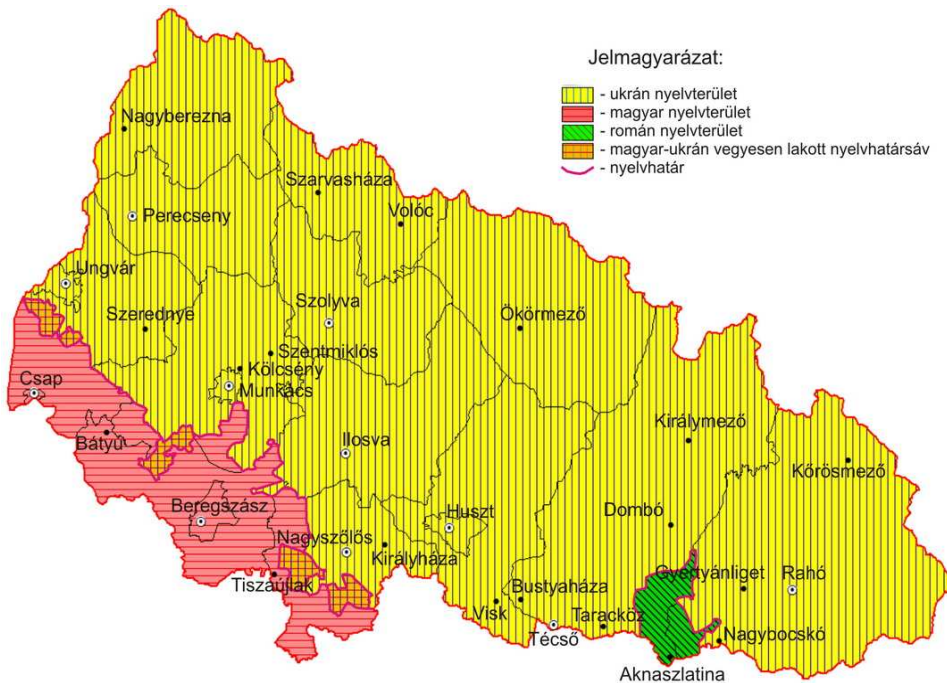 Jelmagyarázat:
- ukrán nyelvterület
- magyar nyelvterület
- román nyelvterület
- magyar-ukrán vegyesen lakott nyelvhatársáv
- nyelvhatár
Nagyberezna
Szarvasháza
Perecseny
Volóc
Ungvár
Szolyva
Szerednye
Ökörmező
Szentmiklós
Kölcsény
Csap
Munkács
Királymező
Bátyú
Ilosva
Kőrösmező
Beregszász
Huszt
Dombó
Nagyszőlős
Királyháza
Tiszaújlak
Gyertyánliget
Rahó
Bustyaháza
Visk
Taracköz
Técső
Nagybocskó
Aknaszlatina